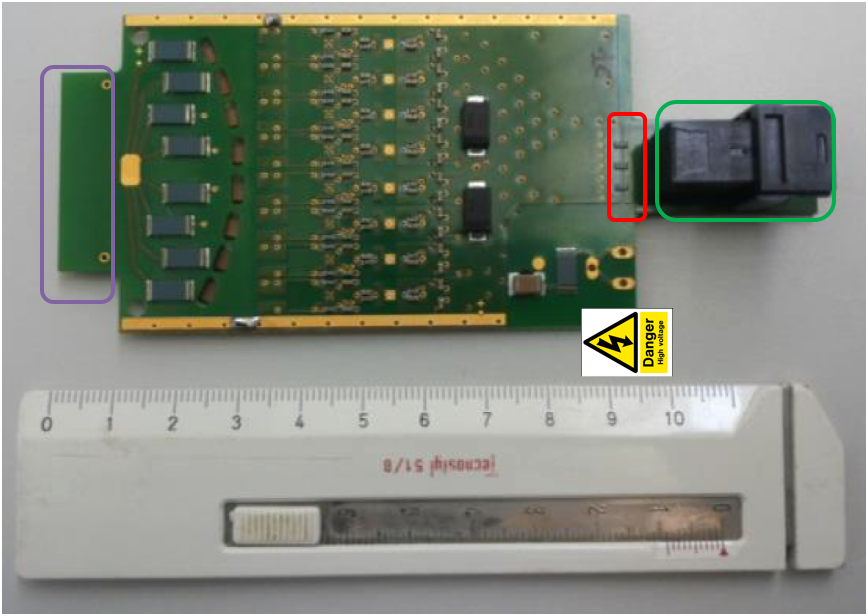 Danger
High voltage
0 1 2 3 4 5 6 7 8 9 10
Tecnostyl 51/8